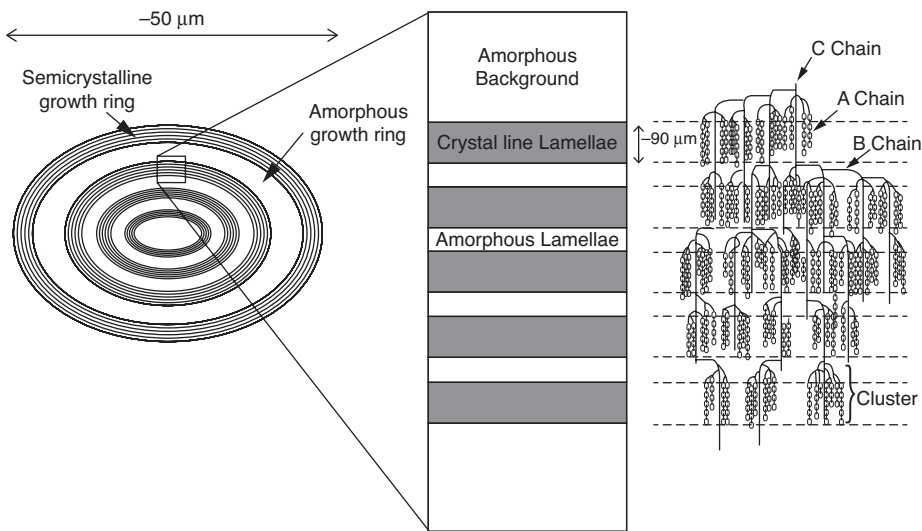 –50 μm
Semicrystalline
growth ring
Amorphous
growth ring
Amorphous
Background
Crystal line Lamellae
Amorphous Lamellae
–90 μm
C Chain
A Chain
B Chain
Cluster